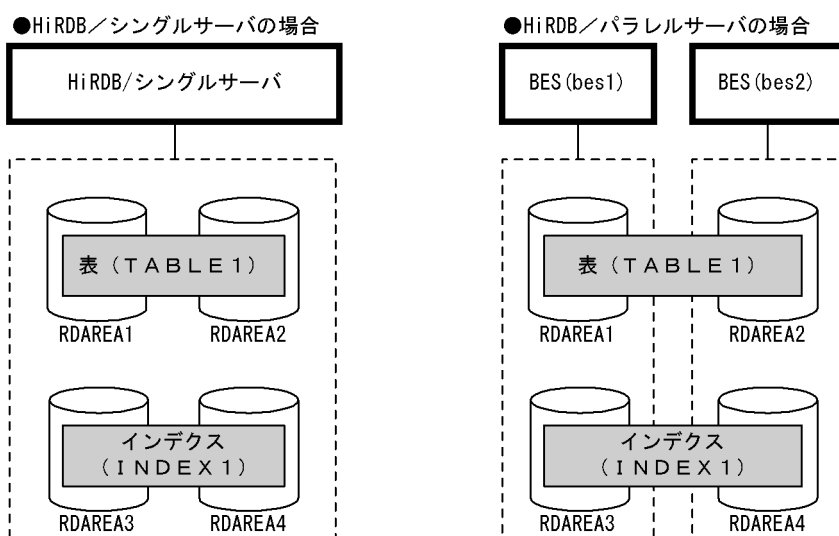 ●HiRDB／シングルサーバの場合
HiRDB/シングルサーバ
表（ＴＡＢＬＥ１）
RDAREA1
RDAREA2
インデクス
（ＩＮＤＥＸ１）
RDAREA3
RDAREA4
●HiRDB／パラレルサーバの場合
BES(bes1)
BES(bes2)
表（ＴＡＢＬＥ１）
RDAREA1
RDAREA2
インデクス
（ＩＮＤＥＸ１）
RDAREA3
RDAREA4